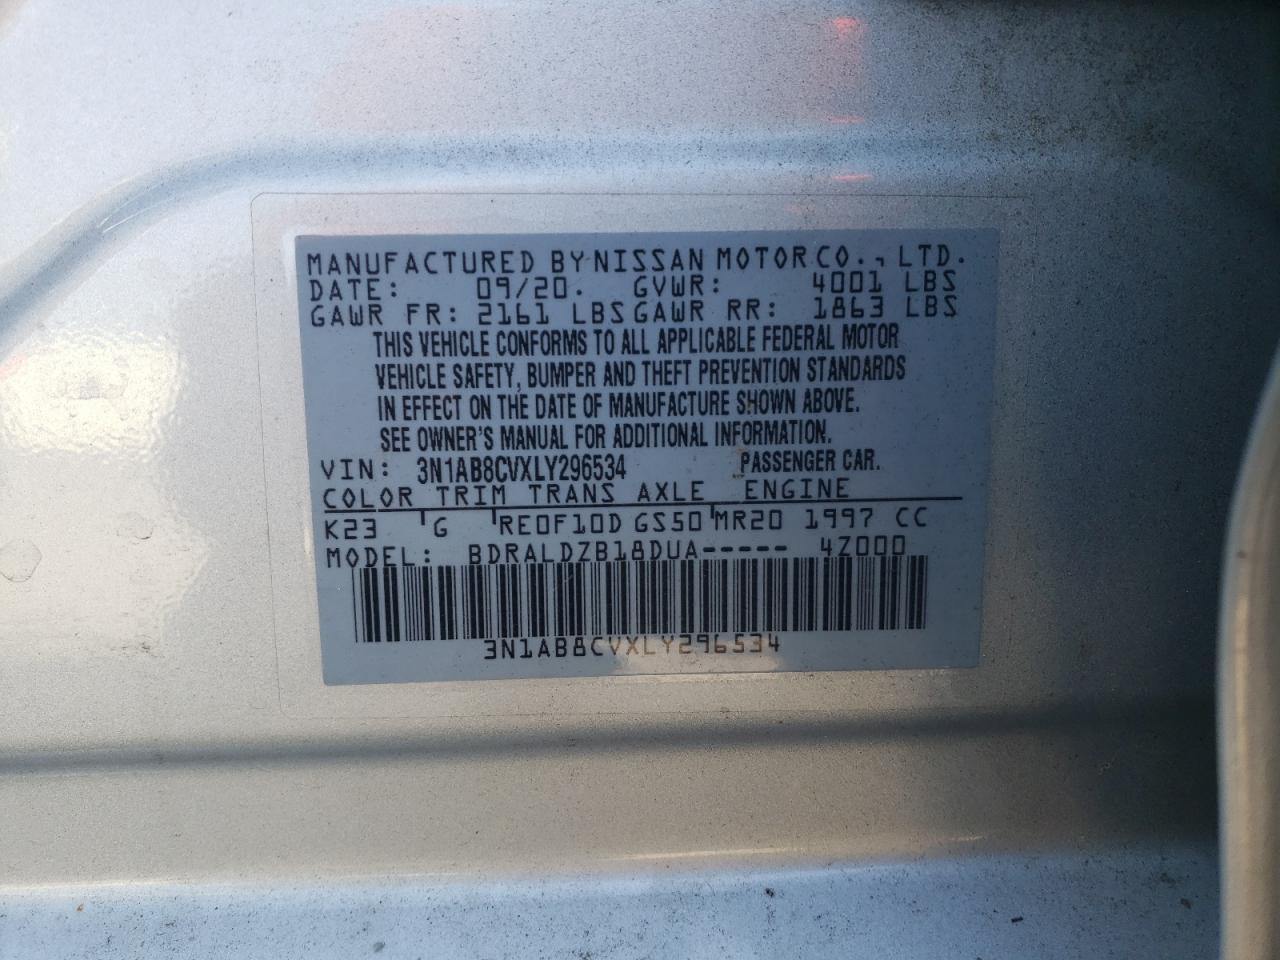 MANUFACTURED BY NISSAN MOTOR CO., LTD.
DATE: 09/20. GVWR: 4001 LBS
GAWR FR: 2161 LBS GAWR RR: 1863 LBS
THIS VEHICLE CONFORMS TO ALL APPLICABLE FEDERAL MOTOR
VEHICLE SAFETY, BUMPER AND THEFT PREVENTION STANDARDS
IN EFFECT ON THE DATE OF MANUFACTURE SHOWN ABOVE.
SEE OWNER'S MANUAL FOR ADDITIONAL INFORMATION.
VIN: 3N1AB8CVXLY296534 PASSENGER CAR.
COLOR TRIM TRANS AXLE ENGINE
K23 G RE0F10D GS50 MR20 1997 CC
MODEL: BDRALDZB18DUA----- 4Z000
3N1AB8CVXLY296534